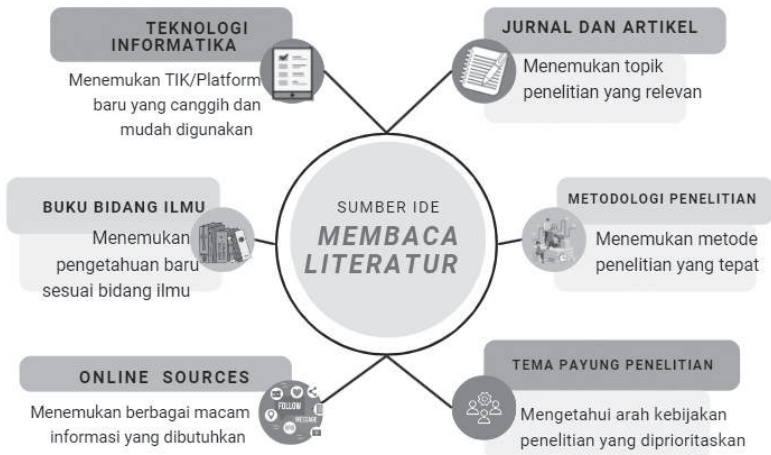 TEKNOLOGI
INFORMATIKA
Menemukan TIK/Platform
baru yang canggih dan
mudah digunakan
JURNAL DAN ARTIKEL
Menemukan topik
penelitian yang relevan
BUKU BIDANG ILMU
Menemukan
pengetahuan baru
sesuai bidang ilmu
SUMBER IDE
MEMBACA
LITERATUR
METODOLOGI PENELITIAN
Menemukan metode
penelitian yang tepat
ONLINE SOURCES
Menemukan berbagai macam
informasi yang dibutuhkan
FOLLOW
MESSAGE
TEMA PAYUNG PENELITIAN
Mengetahui arah kebijakan
penelitian yang diprioritaskan